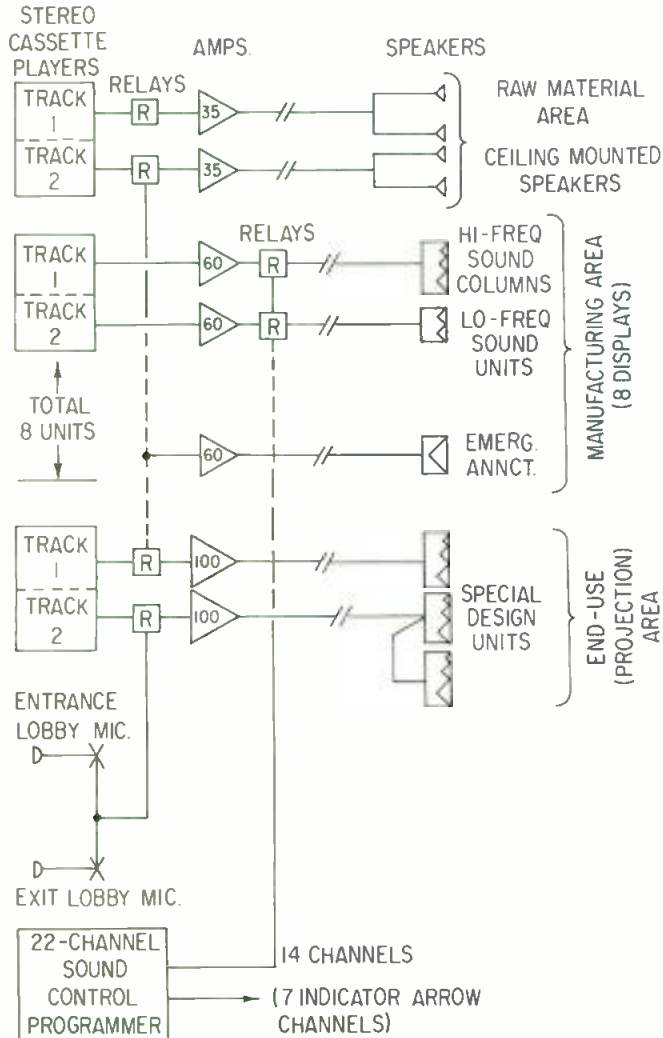 STEREO
CASSETTE
PLAYERS
RELAYS
AMPS.
SPEAKERS
TRACK
1
TRACK
2
R
R
35
35
RAW MATERIAL
AREA
CEILING MOUNTED
SPEAKERS
TRACK
1
TRACK
2
60
60
RELAYS
R
R
HI-FREQ
SOUND
COLUMNS
LO-FREQ
SOUND
UNITS
TOTAL
8 UNITS
60
EMERG.
ANNCT.
MANUFACTURING AREA
(8 DISPLAYS)
TRACK
1
TRACK
2
R
R
100
100
SPECIAL
DESIGN
UNITS
END-USE
(PROJECTION)
AREA
ENTRANCE
LOBBY MIC.
EXIT LOBBY MIC.
22-CHANNEL
SOUND
CONTROL
PROGRAMMER
14 CHANNELS
(7 INDICATOR ARROW
CHANNELS)